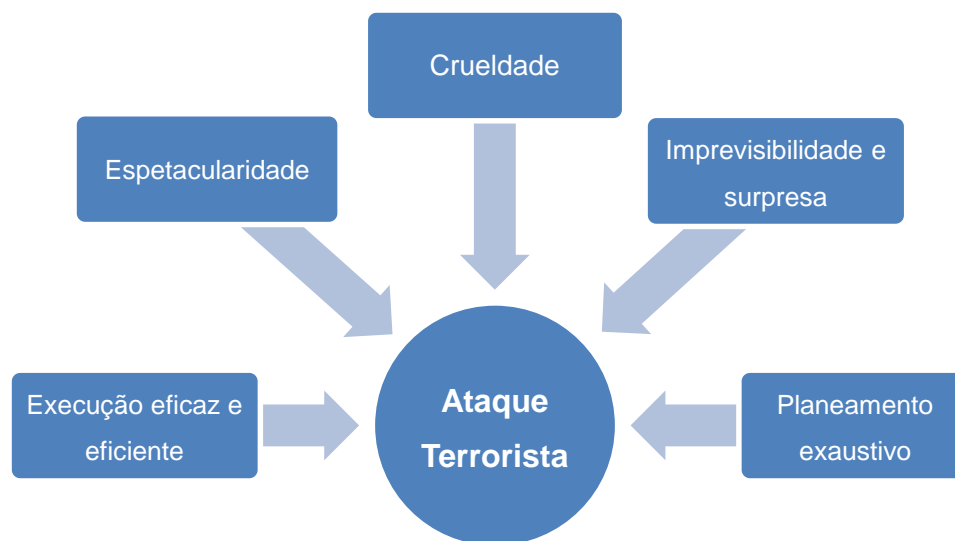 Crueldade
Espetacularidade
Imprevisibilidade e
surpresa
Execução eficaz e
eficiente
Ataque
Terrorista
Planeamento
exaustivo